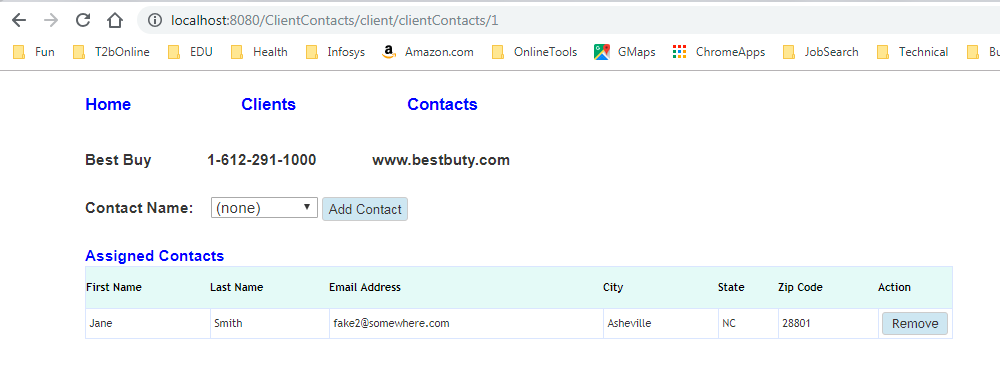 localhost:8080/ClientContacts/client/clientContacts/1
Fun T2bOnline EDU Health Infosys Amazon.com OnlineTools GMaps ChromeApps JobSearch Technical Bu
Home Clients Contacts
Best Buy 1-612-291-1000 www.bestbuty.com
Contact Name: (none) Add Contact
Assigned Contacts
First Name Last Name Email Address City State Zip Code Action
Jane Smith fake2@somewhere.com Asheville NC 28801 Remove